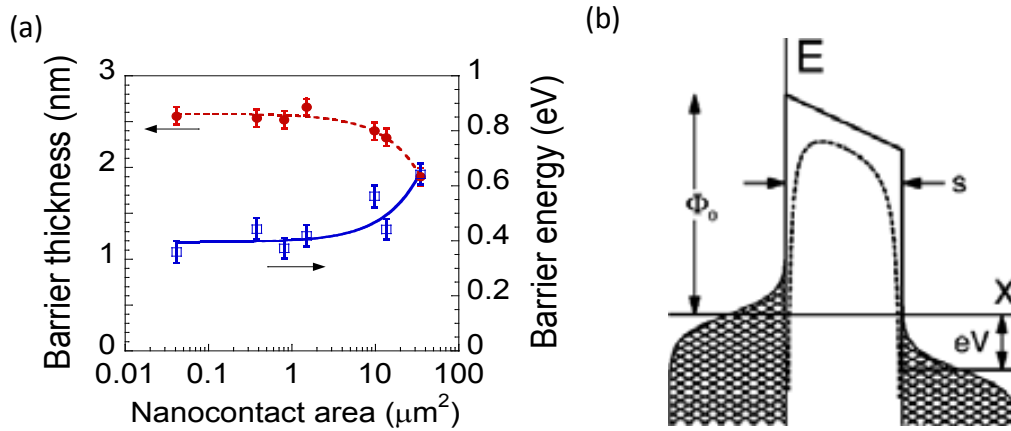 (a)
Barrier thickness (nm)
3
2
1
0
1
0.8
0.6
0.4
0.2
0
Barrier energy (eV)
0.01 0.1 1 10 100
Nanocontact area (μm²)
(b)
E
Φ₀
s
X
eV